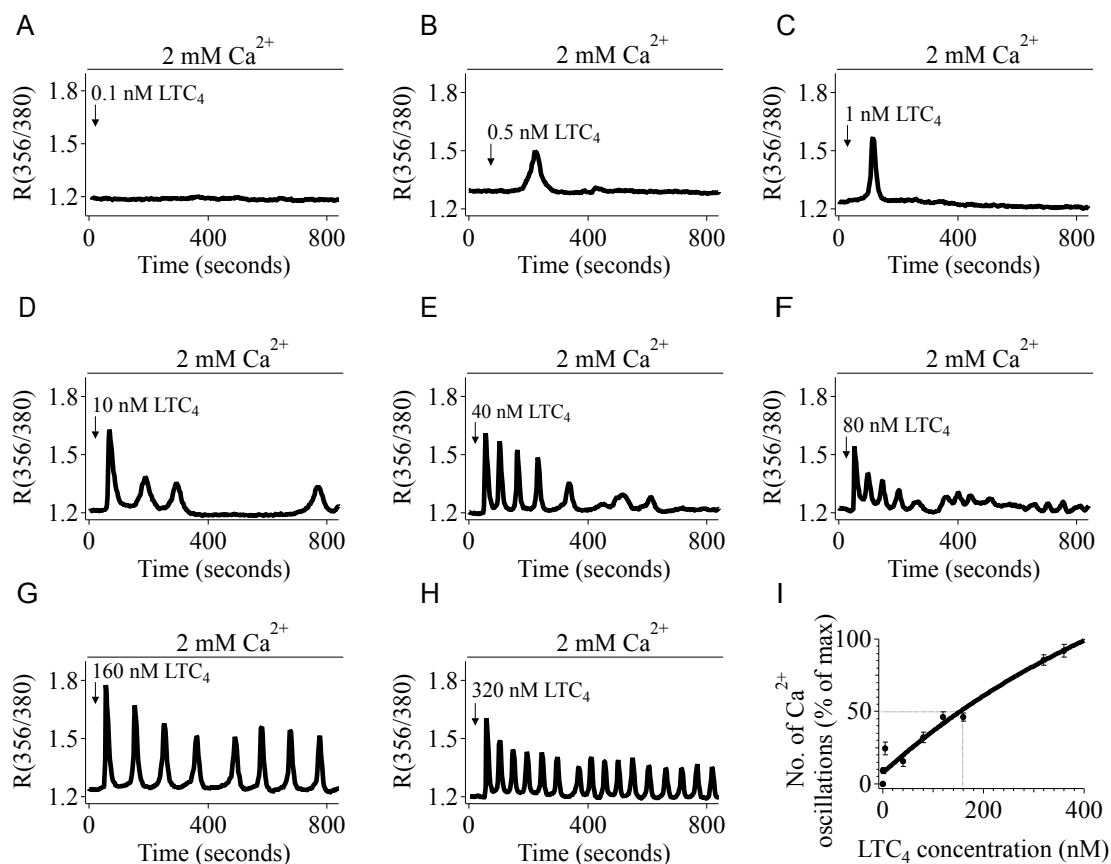 A
2 mM Ca²⁺
R(356/380)
1.8
1.5
1.2
0.1 nM LTC₄
0 400 800
Time (seconds)
B
2 mM Ca²⁺
R(356/380)
1.8
1.5
1.2
0.5 nM LTC₄
0 400 800
Time (seconds)
C
2 mM Ca²⁺
R(356/380)
1.8
1.5
1.2
1 nM LTC₄
0 400 800
Time (seconds)
D
2 mM Ca²⁺
R(356/380)
1.8
1.5
1.2
10 nM LTC₄
0 400 800
Time (seconds)
E
2 mM Ca²⁺
R(356/380)
1.8
1.5
1.2
40 nM LTC₄
0 400 800
Time (seconds)
F
2 mM Ca²⁺
R(356/380)
1.8
1.5
1.2
80 nM LTC₄
0 400 800
Time (seconds)
G
2 mM Ca²⁺
R(356/380)
1.8
1.5
1.2
160 nM LTC₄
0 400 800
Time (seconds)
H
2 mM Ca²⁺
R(356/380)
1.8
1.5
1.2
320 nM LTC₄
0 400 800
Time (seconds)
I
No. of Ca²⁺
oscillations (% of max)
100
50
0
0 200 400
LTC₄ concentration (nM)